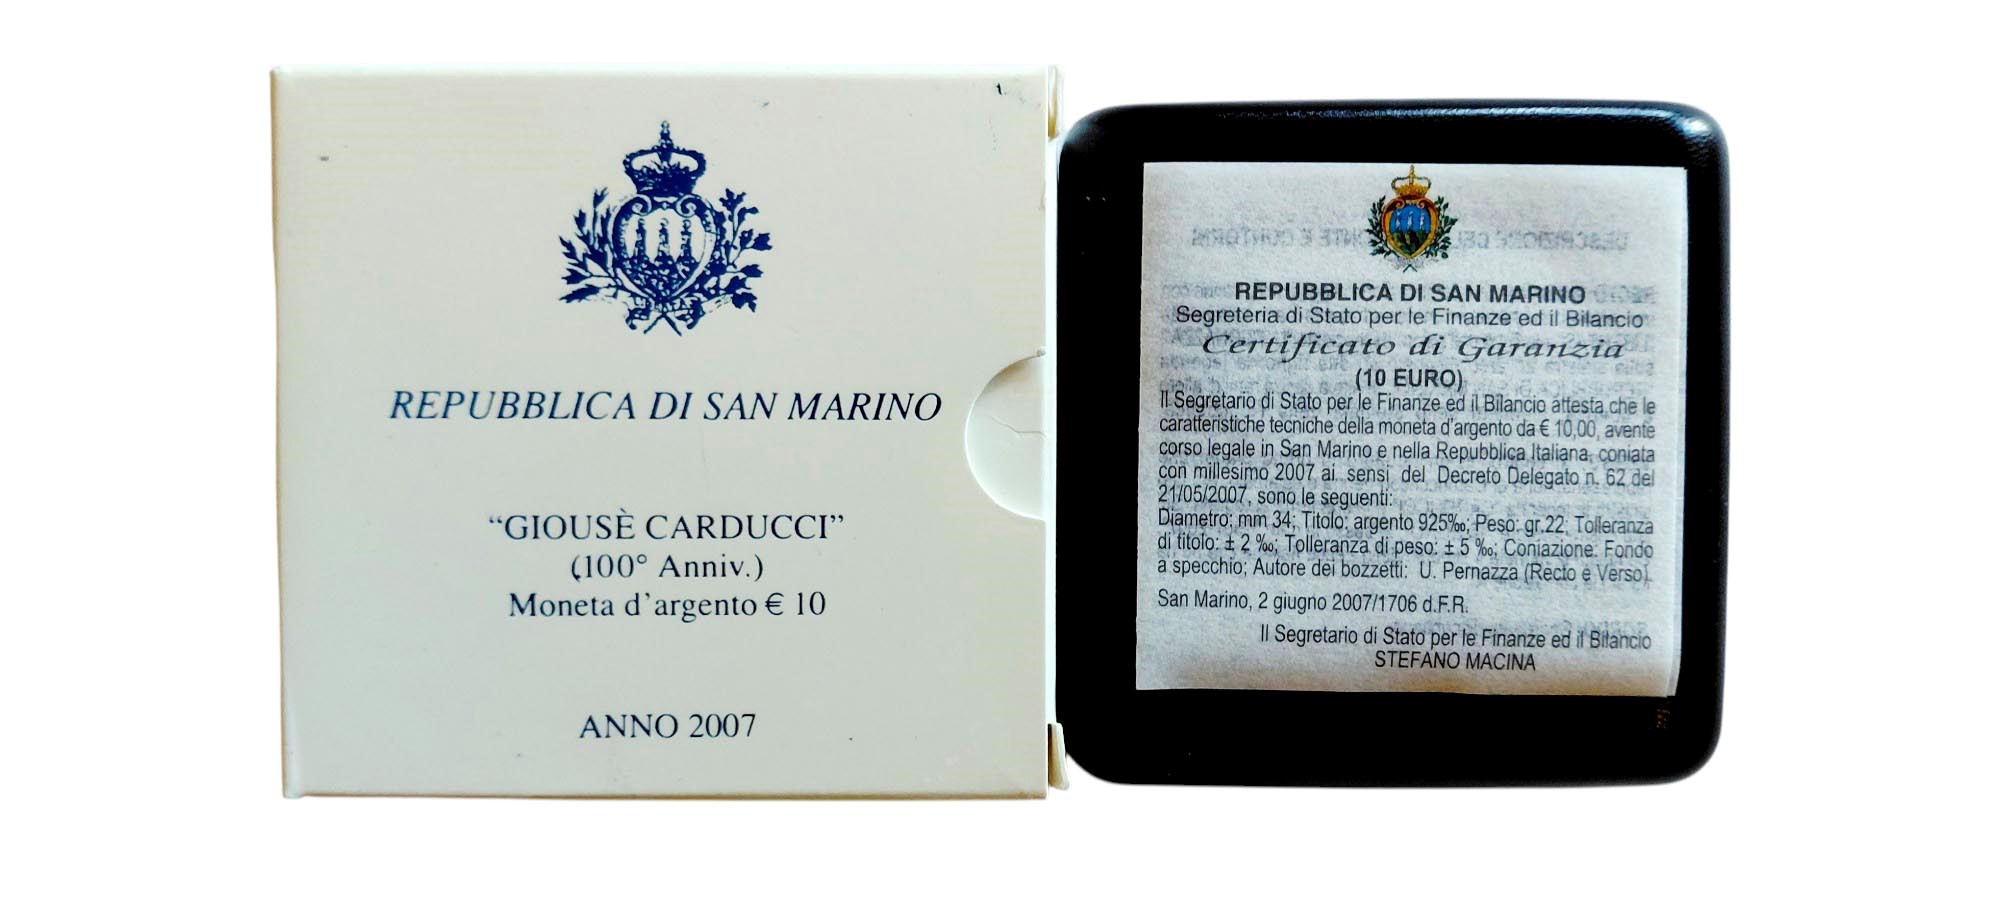 REPUBBLICA DI SAN MARINO
“GIOUSÈ CARDUCCI”
(100° Anniv.)
Moneta d'argento € 10
ANNO 2007
REPUBBLICA DI SAN MARINO
Segreteria di Stato per le Finanze ed il Bilancio
Certificato di Garanzia
(10 EURO)
Il Segretario di Stato per le Finanze ed il Bilancio attesta che le
caratteristiche tecniche della moneta d'argento da € 10,00, avente
corso legale in San Marino e nella Repubblica Italiana, coniata
con millesimo 2007 ai sensi del Decreto Delegato n. 62 del
21/05/2007, sono le seguenti:
Diametro: mm 34; Titolo: argento 925‰; Peso: gr.22; Tolleranza
di titolo: ± 2 ‰; Tolleranza di peso: ± 5 ‰; Coniazione: Fondo
a specchio; Autore dei bozzetti: U. Pernazza (Recto e Verso).
San Marino, 2 giugno 2007/1706 d.F.R.
Il Segretario di Stato per le Finanze ed il Bilancio
STEFANO MACINA